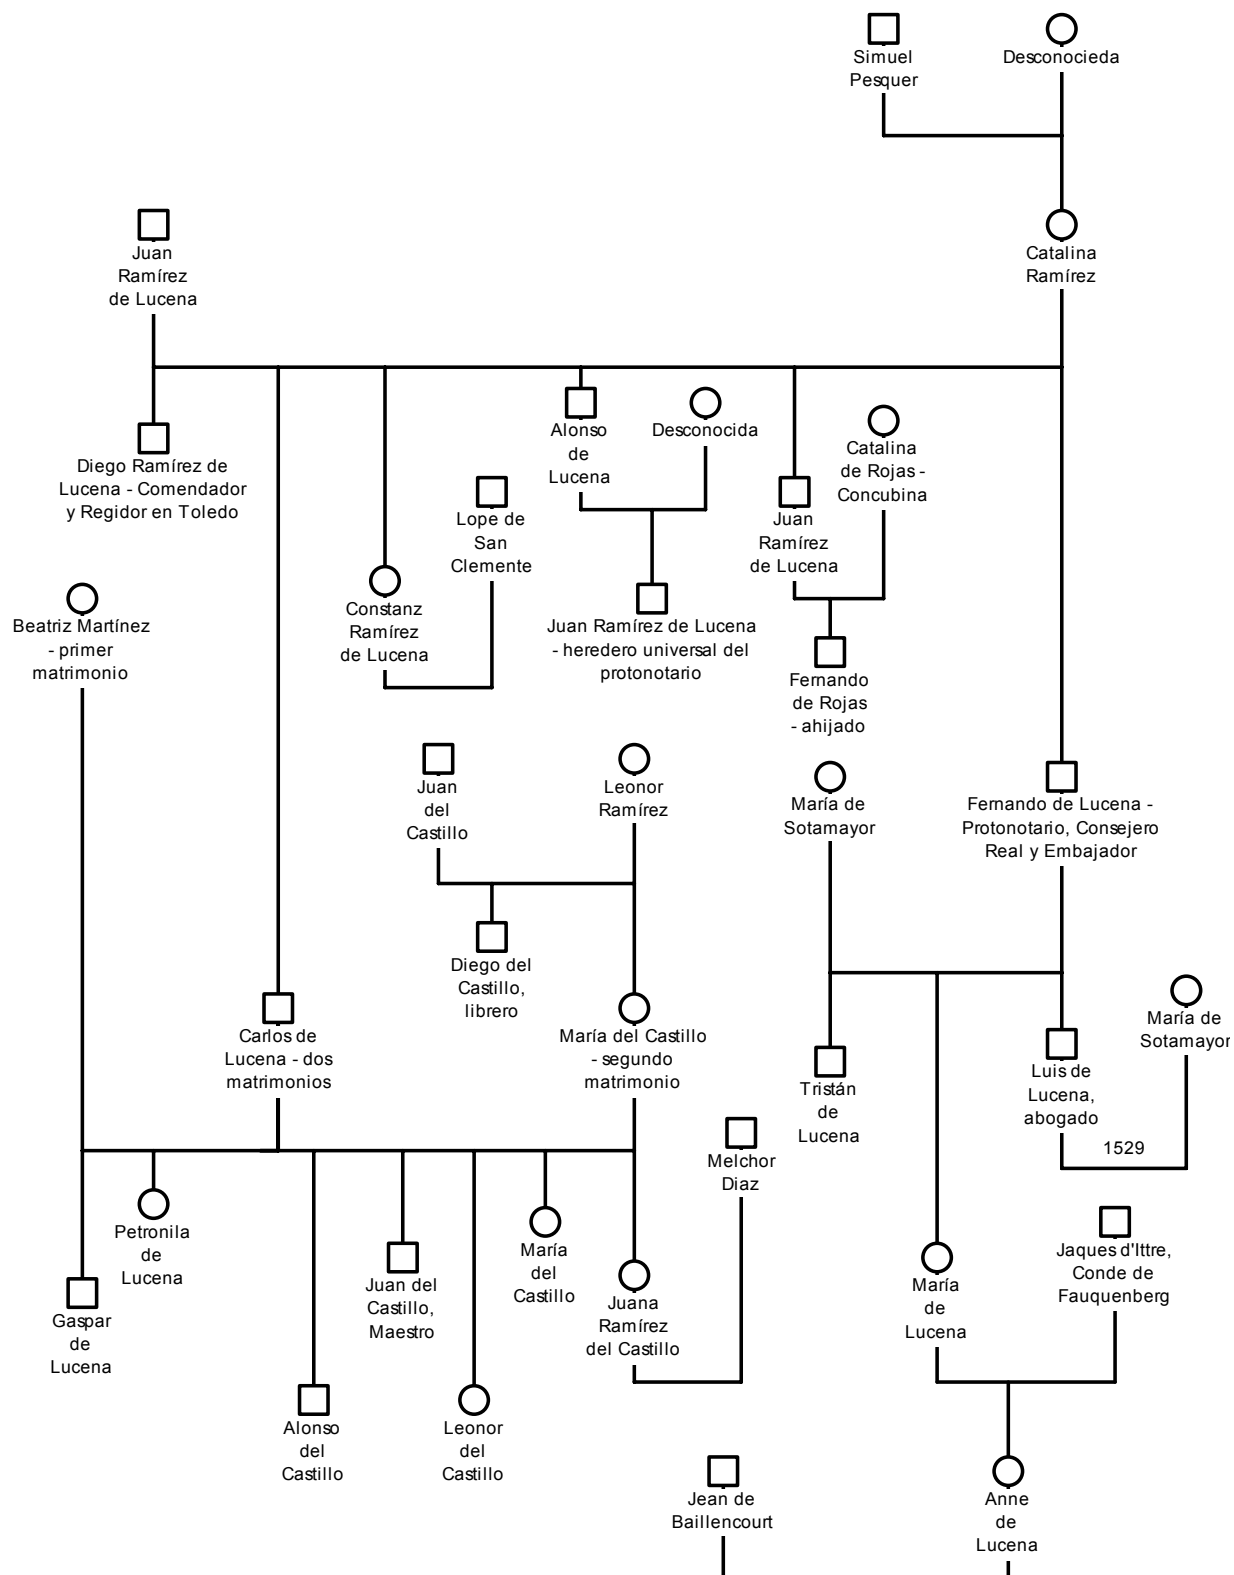 Simuel
Pesquer
Desconocieda
Juan
Ramírez
de Lucena
Catalina
Ramírez
Diego Ramírez de
Lucena - Comendador
y Regidor en Toledo
Alonso
de
Lucena
Desconocida
Catalina
de Rojas -
Concubina
Lope de
San
Clemente
Juan
Ramírez
de Lucena
Beatriz Martínez
- primer
matrimonio
Constanz
Ramírez
de Lucena
Juan Ramírez de Lucena
- heredero universal del
protonotario
Fernando
de Rojas
- ahijado
Juan
del
Castillo
Leonor
Ramírez
María de
Sotamayor
Fernando de Lucena -
Protonotario, Consejero
Real y Embajador
Diego del
Castillo,
librero
Carlos de
Lucena - dos
matrimonios
María del Castillo
- segundo
matrimonio
Tristán
de
Lucena
Luis de
Lucena,
abogado
María de
Sotamayor
1529
Melchor
Diaz
Petronila
de
Lucena
Gaspar
de
Lucena
Juan del
Castillo,
Maestro
María
del
Castillo
Juana
Ramírez
del Castillo
María
de
Lucena
Jaques d'Ittre,
Conde de
Fauquenberg
Alonso
del
Castillo
Leonor
del
Castillo
Jean de
Baillencourt
Anne
de
Lucena